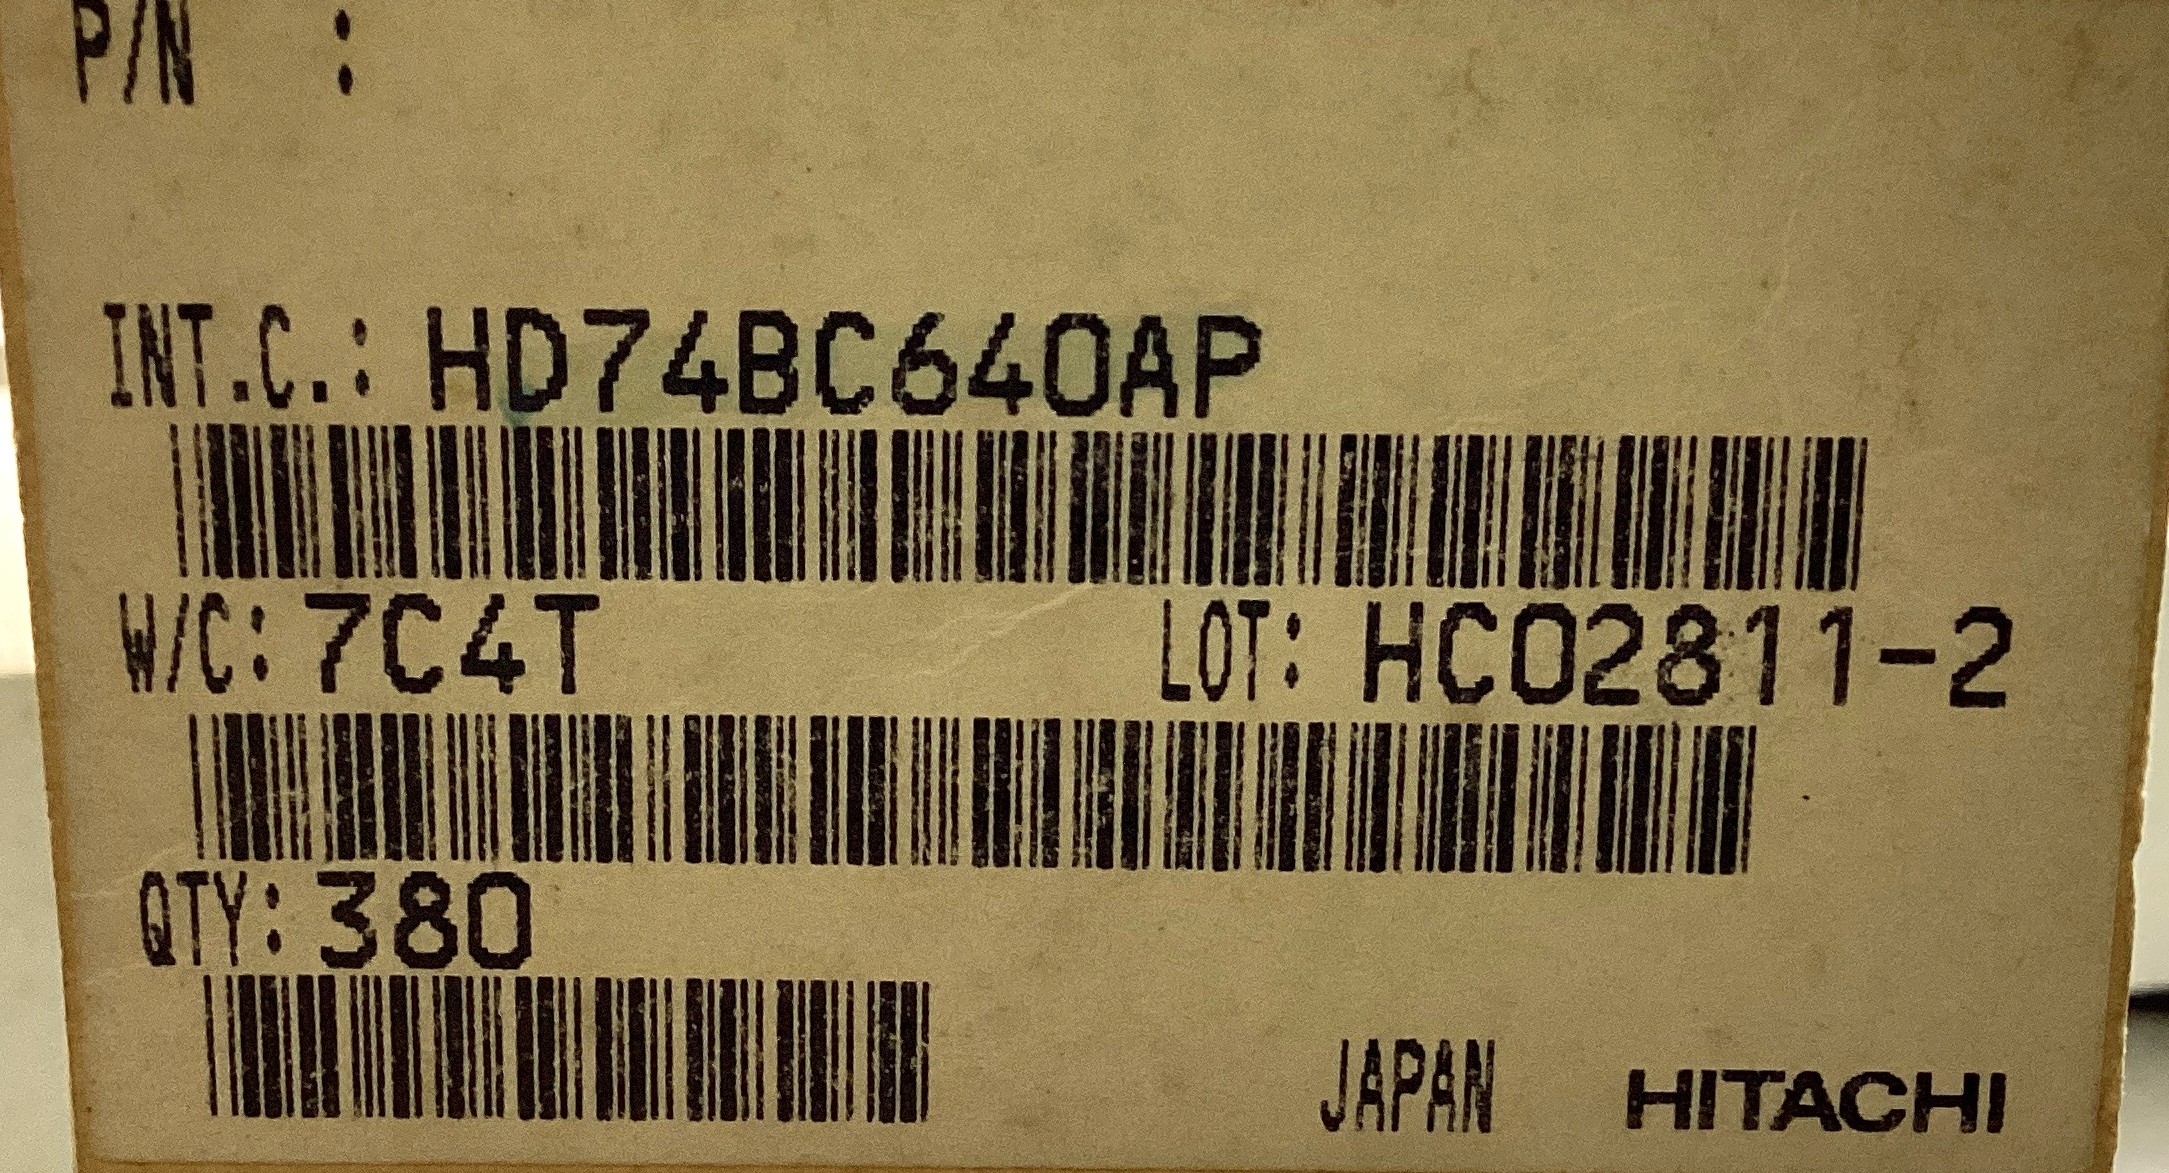 P/N :
INT.C.: HD74BC640AP
W/C: 7C4T LOT: HC02811-2
QTY: 380
JAPAN HITACHI